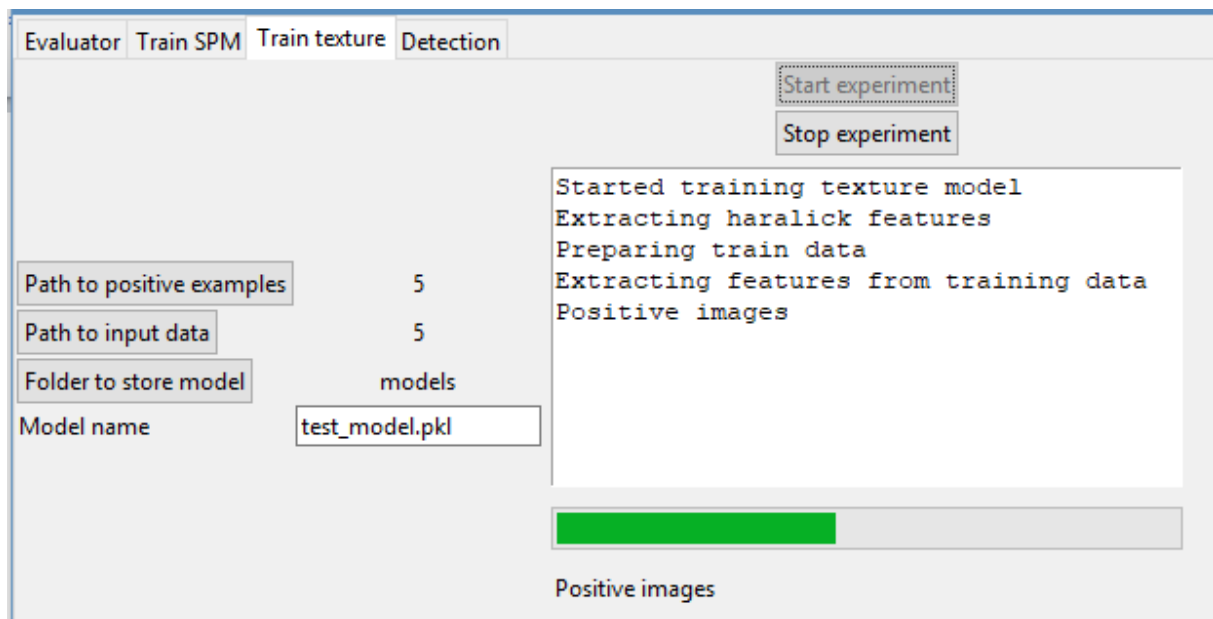 Evaluator Train SPM Train texture Detection
Start experiment
Stop experiment
Started training texture model
Extracting haralick features
Preparing train data
Extracting features from training data
Positive images
Path to positive examples 5
Path to input data 5
Folder to store model models
Model name test_model.pkl
Positive images